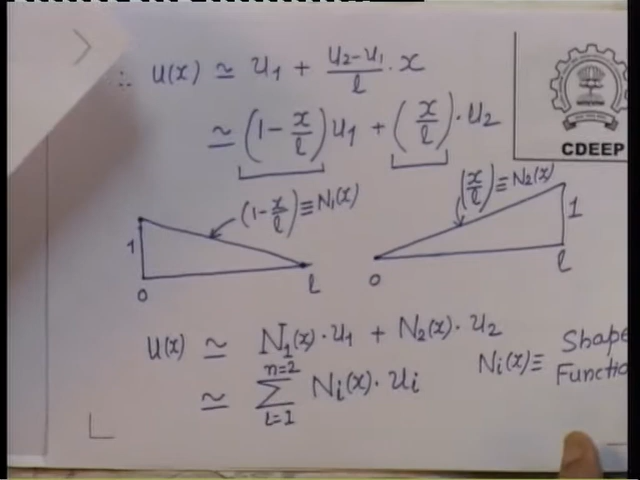 ∴ u(x) ≃ u₁ + (u₂-u₁)/l · x
≃ (1 - x/l) u₁ + (x/l) · u₂
CDEEP
(1 - x/l) ≡ N₁(x)
(x/l) ≡ N₂(x)
1
0
l
1
0
l
u(x) ≃ N₁(x) · u₁ + N₂(x) · u₂
≃ Σ_{i=1}^{n=2} Nᵢ(x) · uᵢ
Nᵢ(x) ≡ Shape
Functio